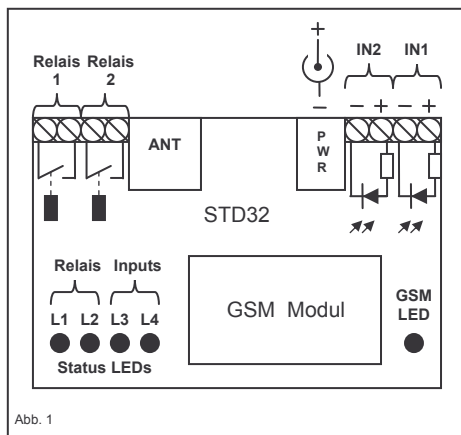 +
IN2 IN1
Relais Relais
1 2
− − + − +
ANT
P
W
R
STD32
Relais Inputs
L1 L2 L3 L4
Status LEDs
GSM Modul
GSM
LED
Abb. 1